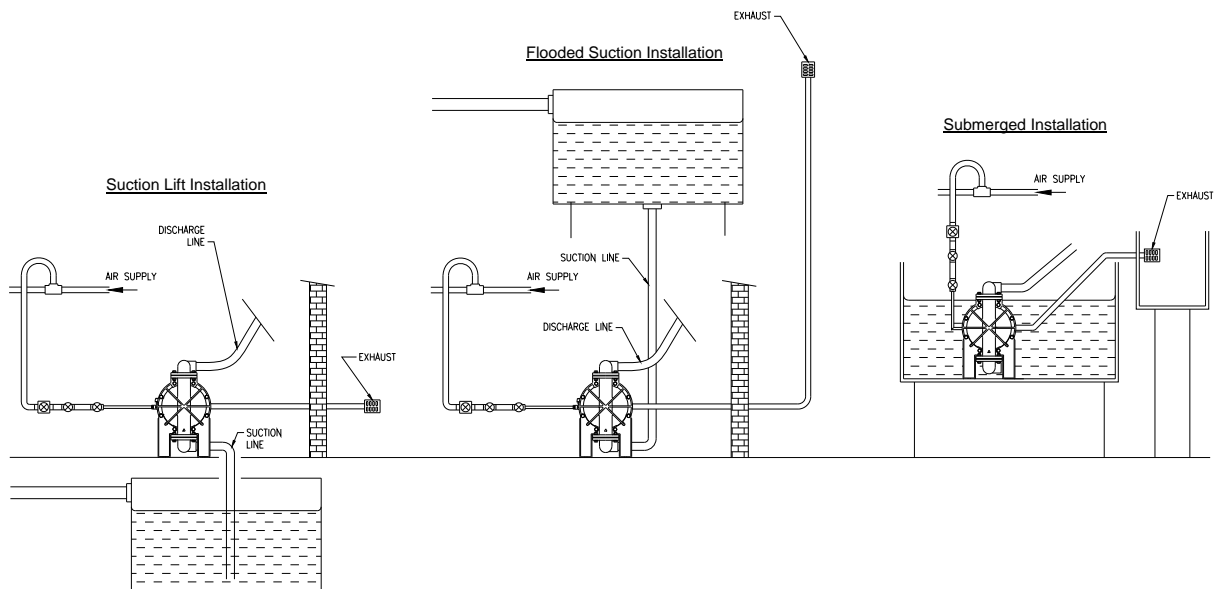 Suction Lift Installation
DISCHARGE
LINE
AIR SUPPLY
EXHAUST
SUCTION
LINE
Flooded Suction Installation
EXHAUST
AIR SUPPLY
SUCTION LINE
DISCHARGE LINE
Submerged Installation
AIR SUPPLY
EXHAUST